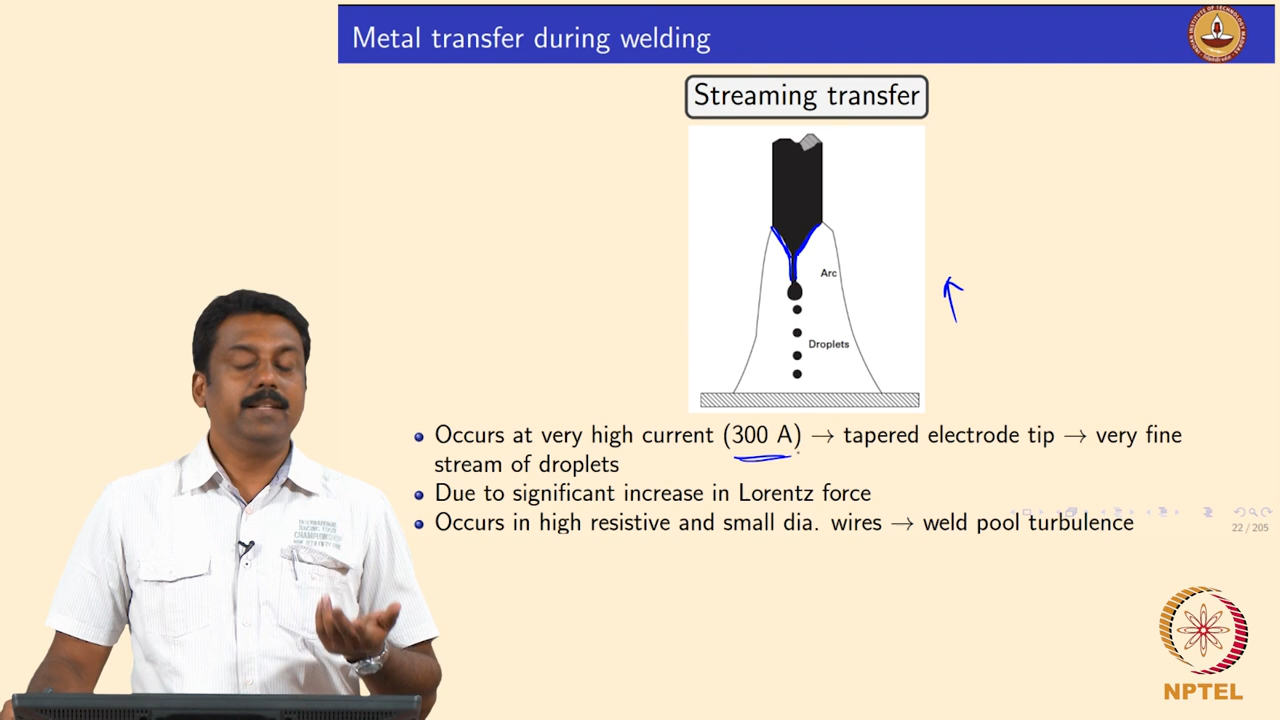 Metal transfer during welding
Streaming transfer
Arc
Droplets
Occurs at very high current (300 A) → tapered electrode tip → very fine
stream of droplets
Due to significant increase in Lorentz force
Occurs in high resistive and small dia. wires → weld pool turbulence
22 / 205
NPTEL